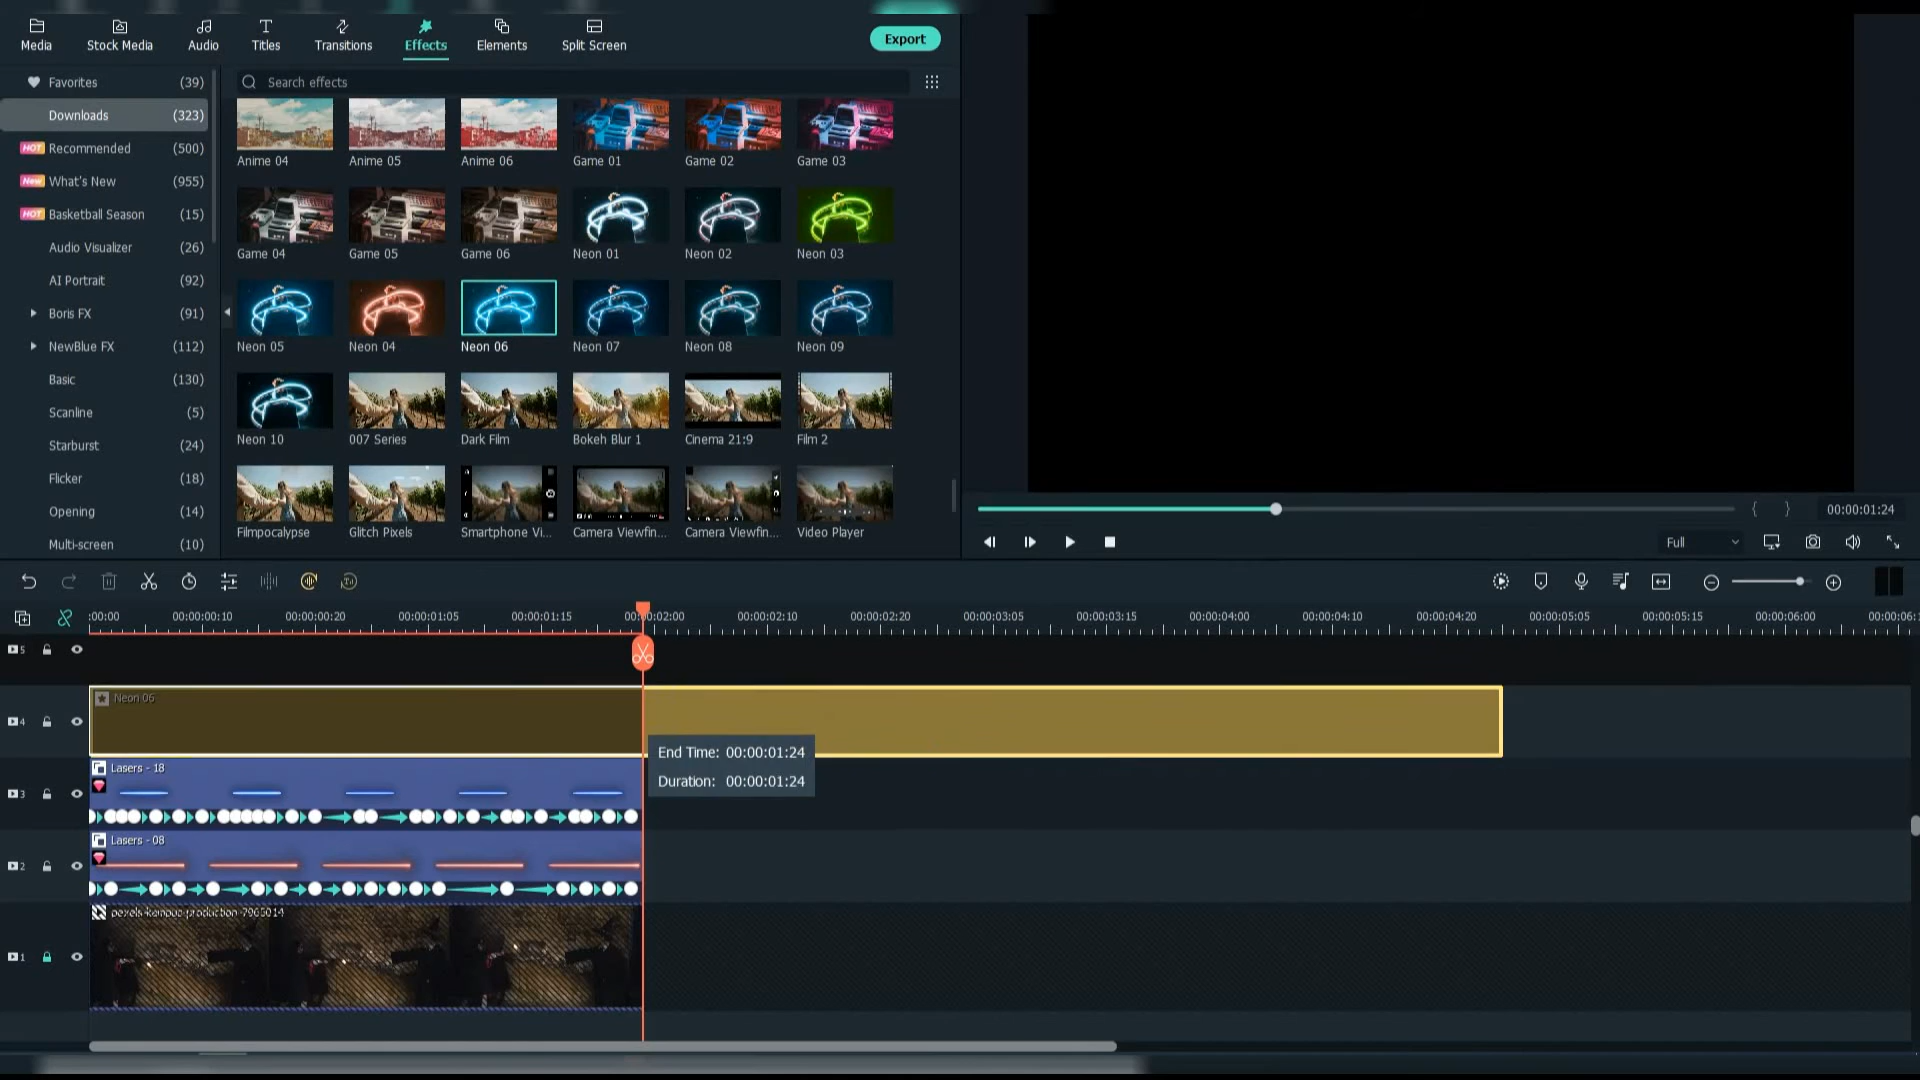 Media
Stock Media
Audio
Titles
Transitions
Effects
Elements
Split Screen
Export
Favorites (39)
Downloads (323)
HOT Recommended (500)
New What's New (955)
HOT Basketball Season (15)
Audio Visualizer (26)
AI Portrait (92)
Boris FX (91)
NewBlue FX (112)
Basic (130)
Scanline (5)
Starburst (24)
Flicker (18)
Opening (14)
Multi-screen (10)
Search effects
Anime 04
Anime 05
Anime 06
Game 01
Game 02
Game 03
Game 04
Game 05
Game 06
Neon 01
Neon 02
Neon 03
Neon 05
Neon 04
Neon 06
Neon 07
Neon 08
Neon 09
Neon 10
007 Series
Dark Film
Bokeh Blur 1
Cinema 21:9
Film 2
Filmpocalypse
Glitch Pixels
Smartphone Vi...
Camera Viewfin...
Camera Viewfin...
Video Player
00:00:01:24
Full
:00:00
00:00:00:10
00:00:00:20
00:00:01:05
00:00:01:15
00:00:02:00
00:00:02:10
00:00:02:20
00:00:03:05
00:00:03:15
00:00:04:00
00:00:04:10
00:00:04:20
00:00:05:05
00:00:05:15
00:00:06:00
00:00:06:
5
4
Neon 06
End Time: 00:00:01:24
Duration: 00:00:01:24
3
Lasers - 18
2
Lasers - 08
1
pexels-kampus-production-7965014